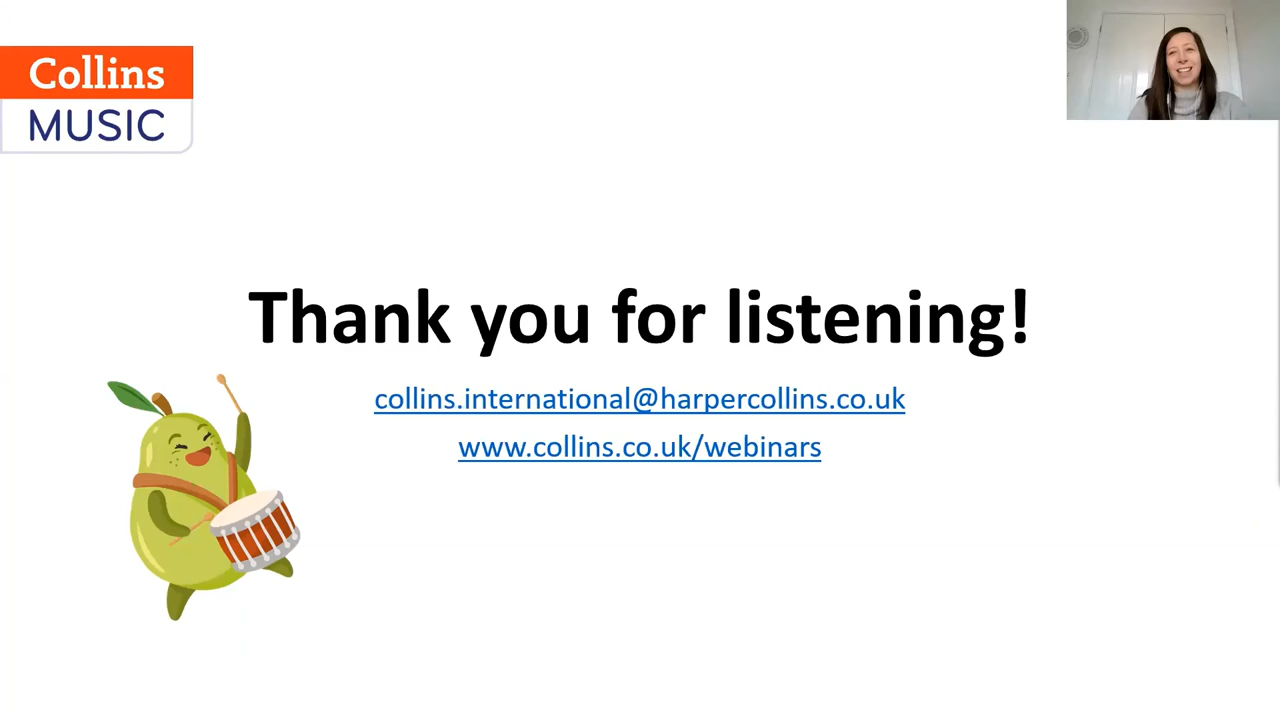 Collins
MUSIC
Thank you for listening!
collins.international@harpercollins.co.uk
www.collins.co.uk/webinars